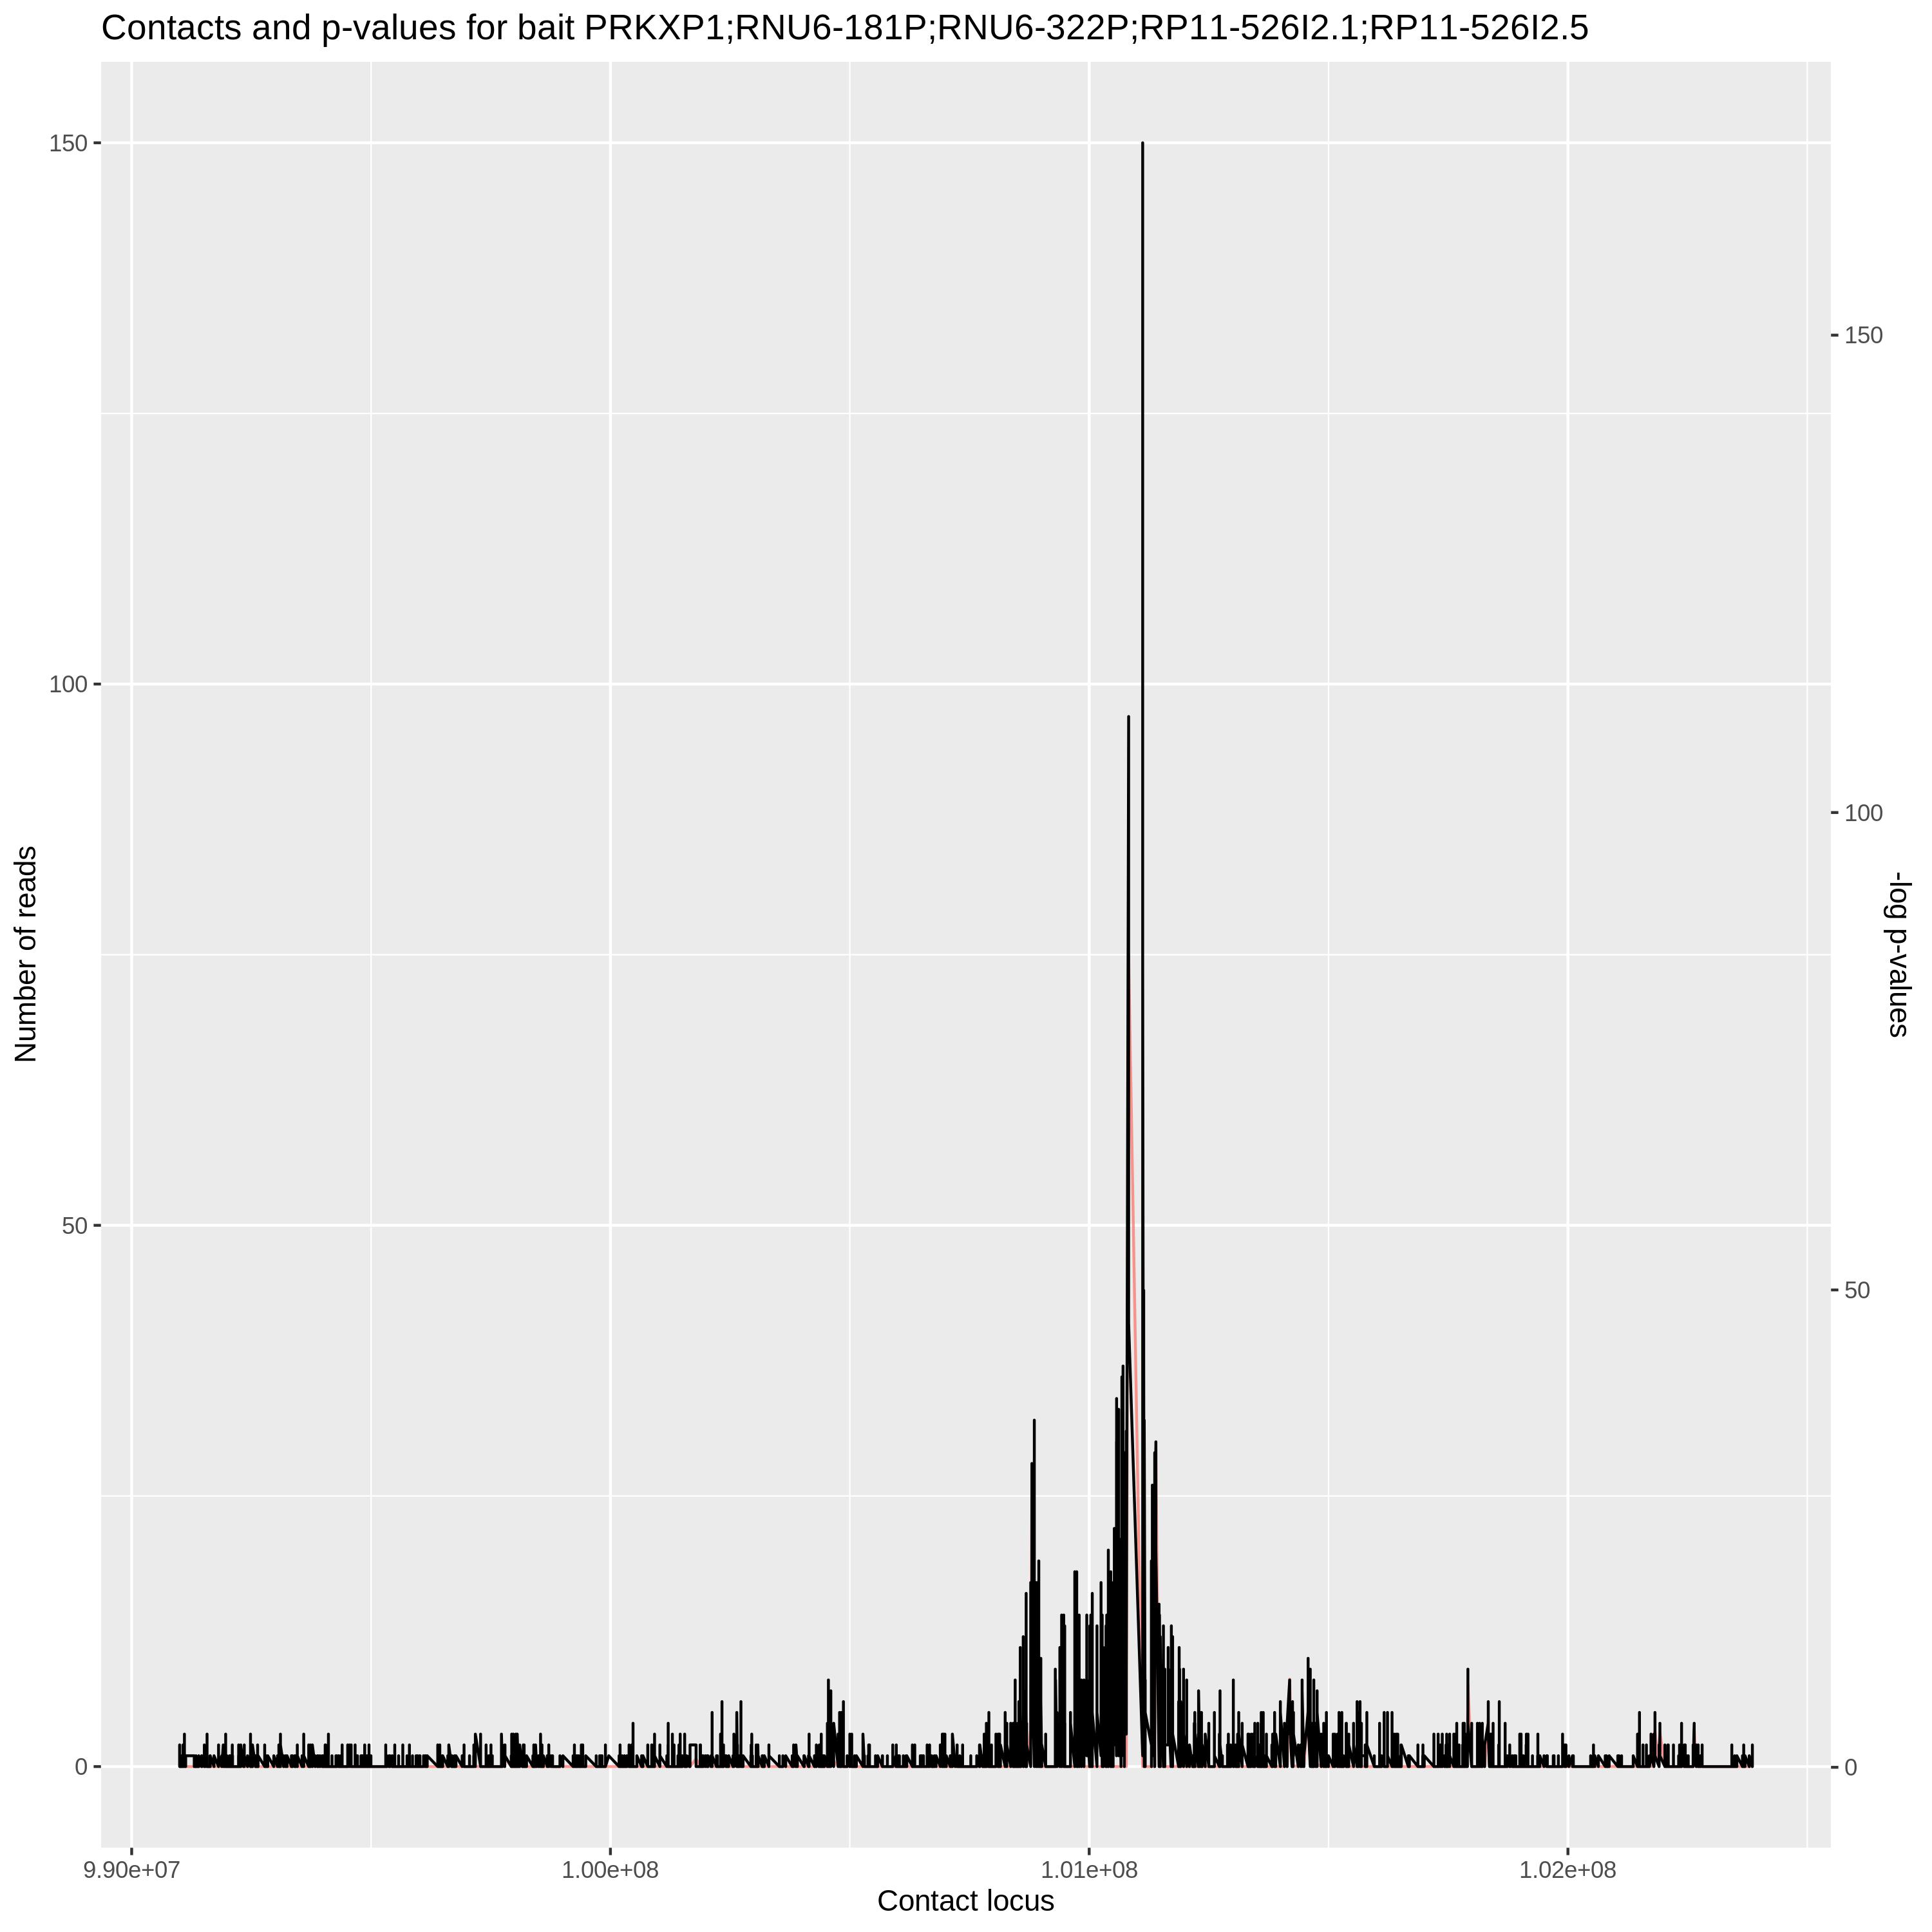 Contacts and p-values for bait PRKXP1;RNU6-181P;RNU6-322P;RP11-526I2.1;RP11-526I2.5
150
100
50
0
Number of reads
150
100
50
0
-log p-values
9.90e+07
1.00e+08
1.01e+08
1.02e+08
Contact locus